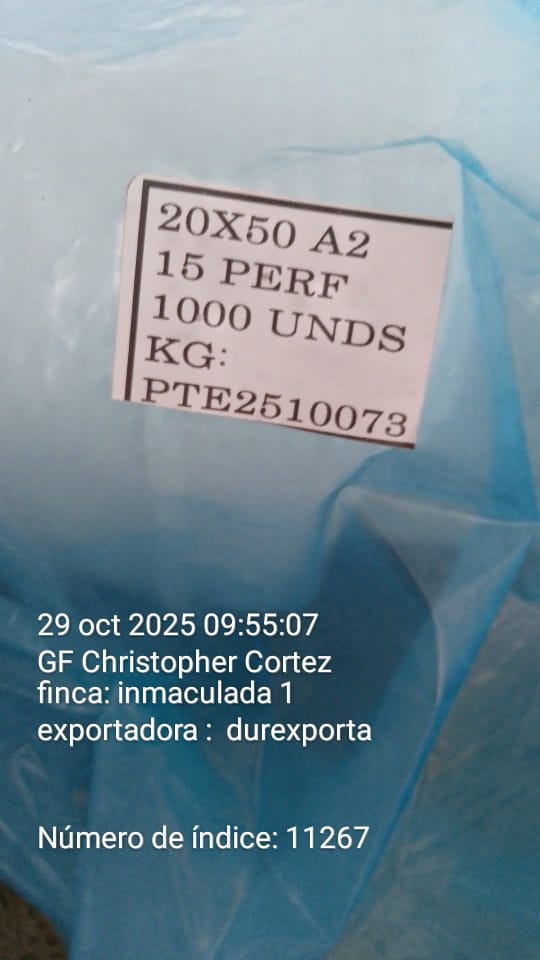 20X50 A2
15 PERF
1000 UNDS
KG:
PTE2510073
29 oct 2025 09:55:07
GF Christopher Cortez
finca: inmaculada 1
exportadora :  durexporta
Número de índice: 11267